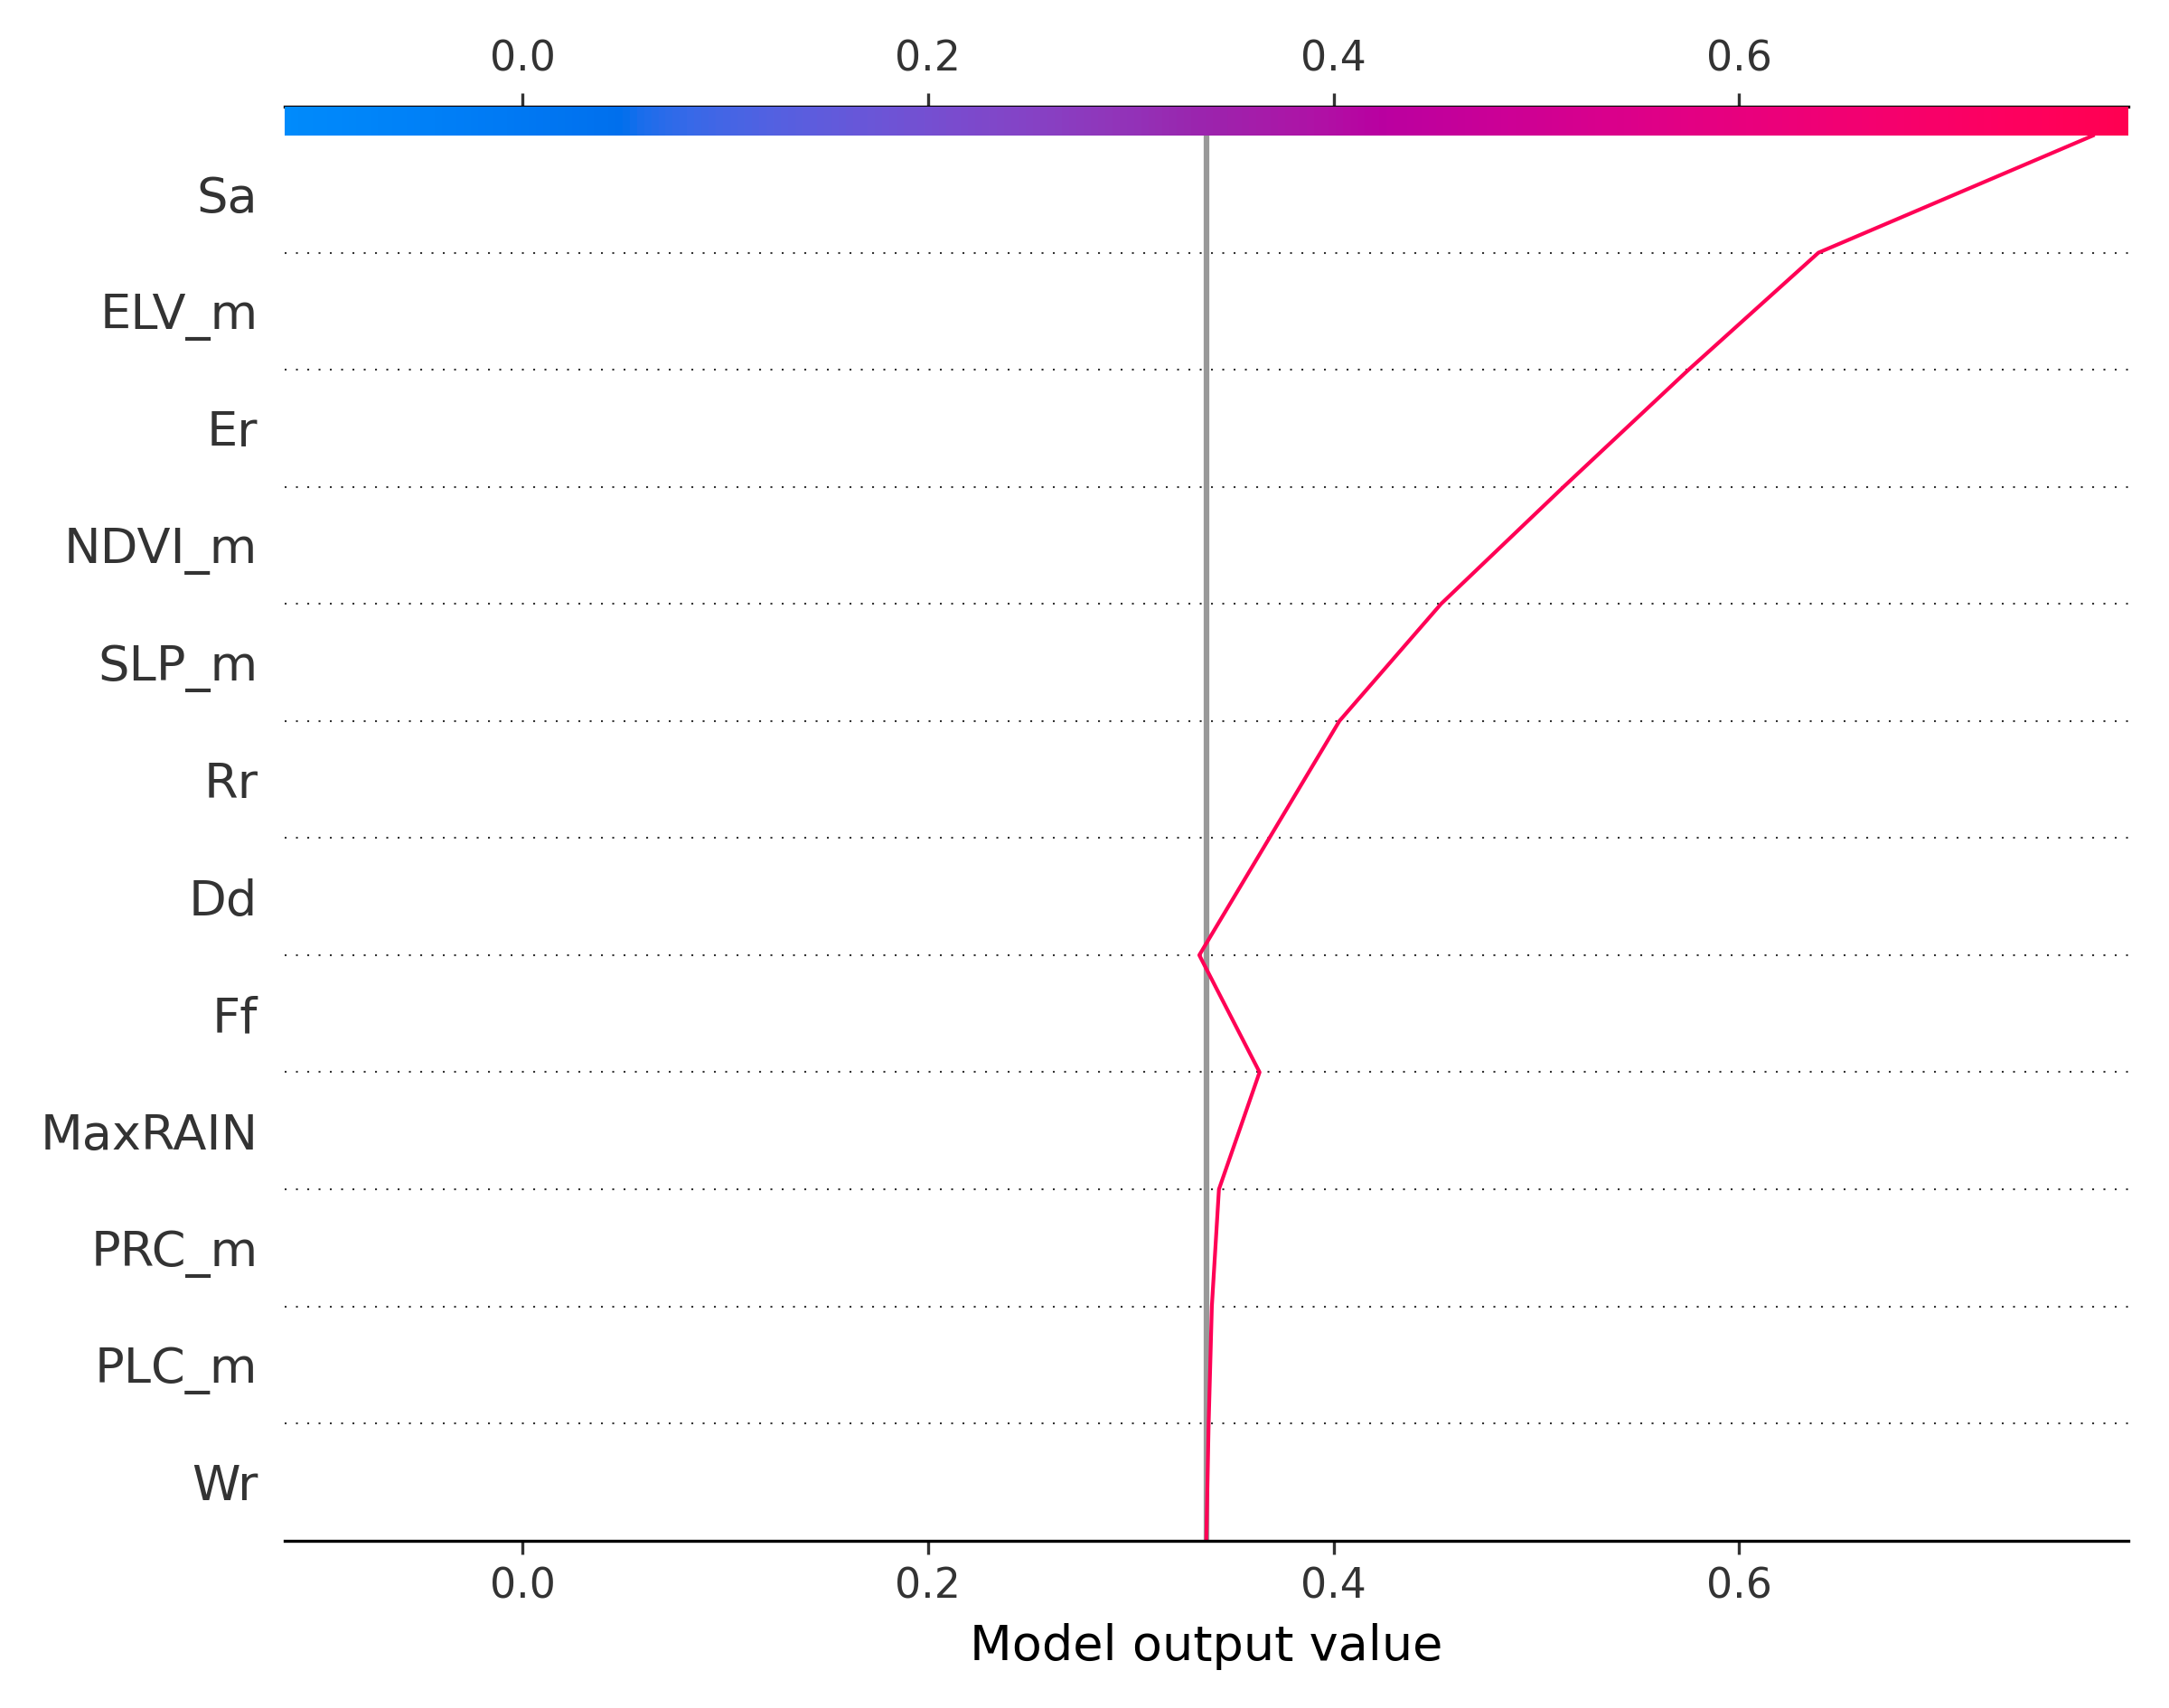 0.0 0.2 0.4 0.6
Sa
ELV_m
Er
NDVI_m
SLP_m
Rr
Dd
Ff
MaxRAIN
PRC_m
PLC_m
Wr
0.0 0.2 0.4 0.6
Model output value